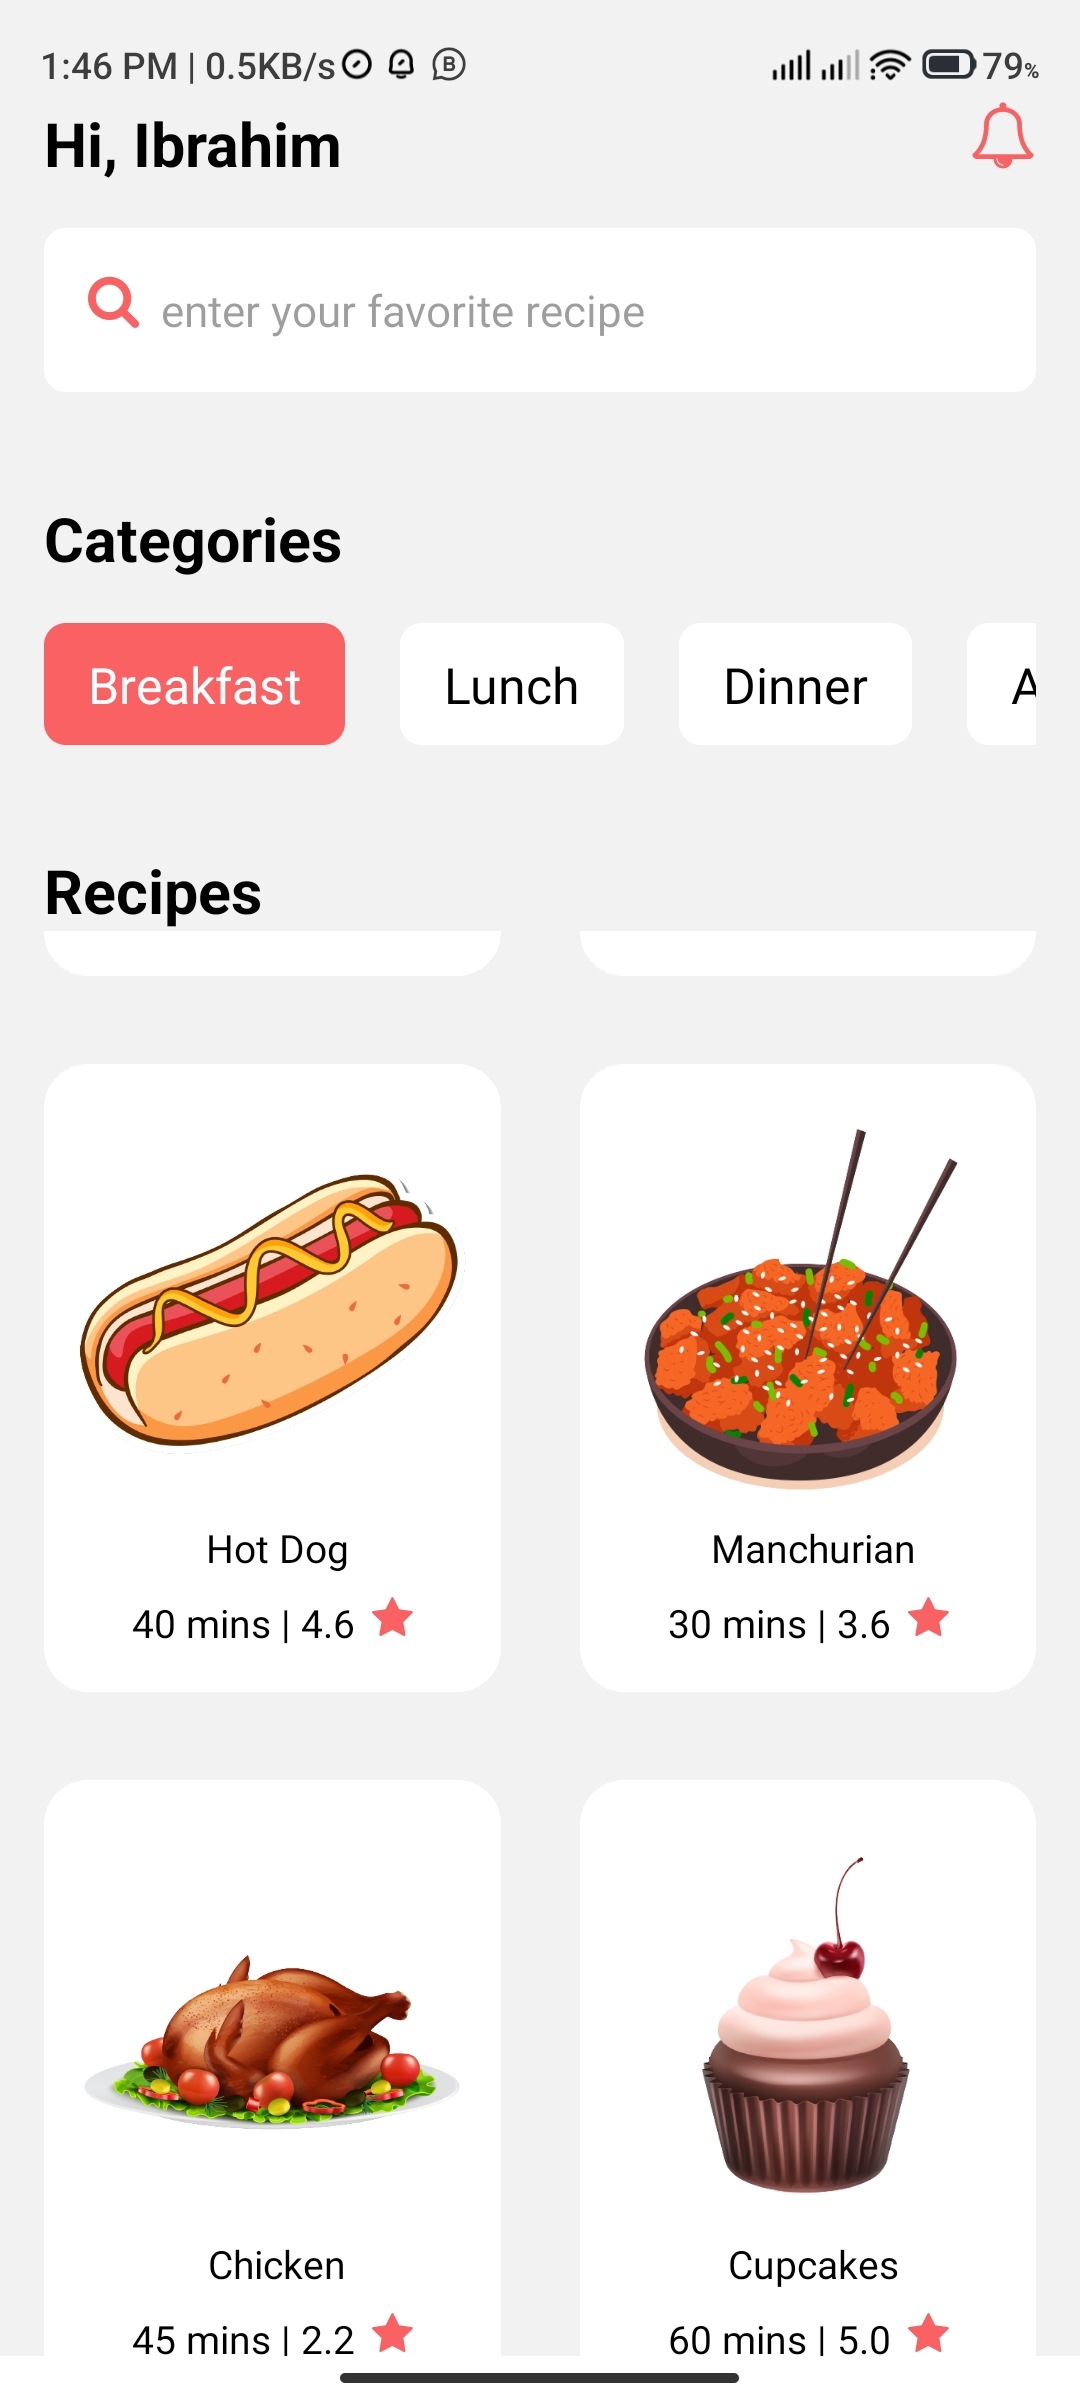 1:46 PM | 0.5KB/s B 79%
Hi, Ibrahim
enter your favorite recipe
Categories
Breakfast Lunch Dinner A
Recipes
Hot Dog Manchurian
40 mins | 4.6 30 mins | 3.6
Chicken Cupcakes
45 mins | 2.2 60 mins | 5.0